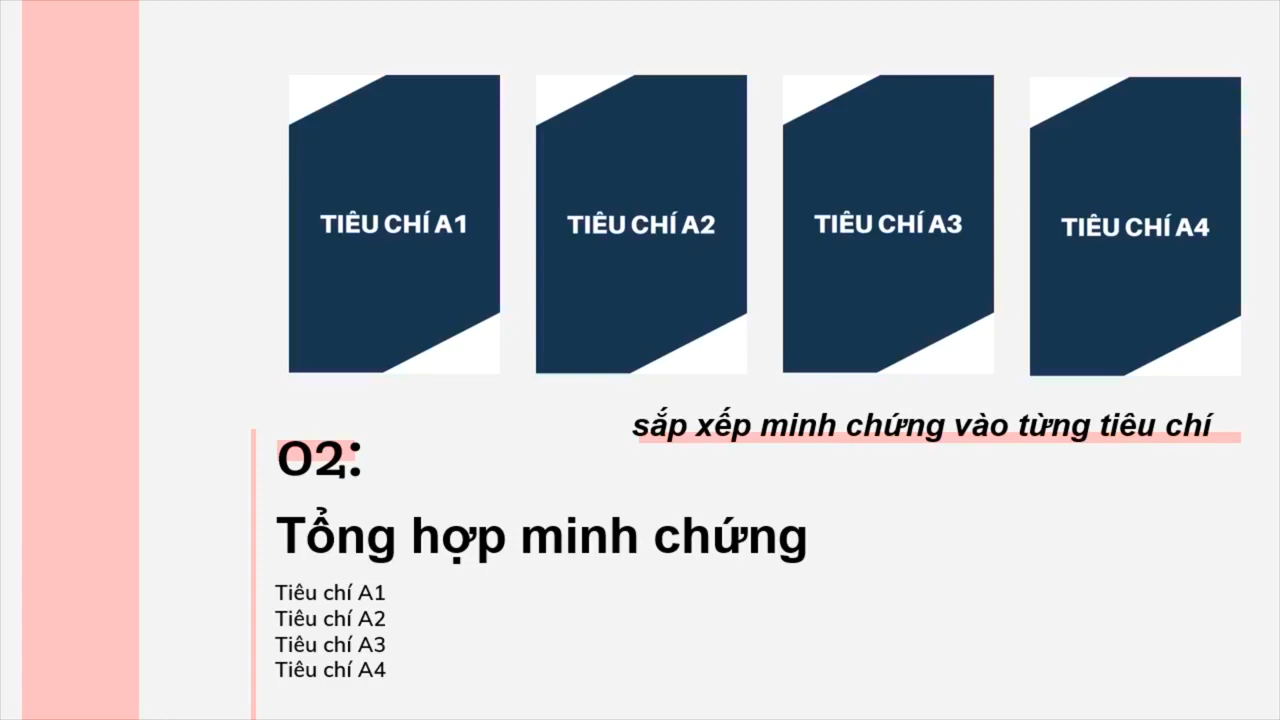 TIÊU CHÍ A1
TIÊU CHÍ A2
TIÊU CHÍ A3
TIÊU CHÍ A4
sắp xếp minh chứng vào từng tiêu chí
02:
Tổng hợp minh chứng
Tiêu chí A1
Tiêu chí A2
Tiêu chí A3
Tiêu chí A4